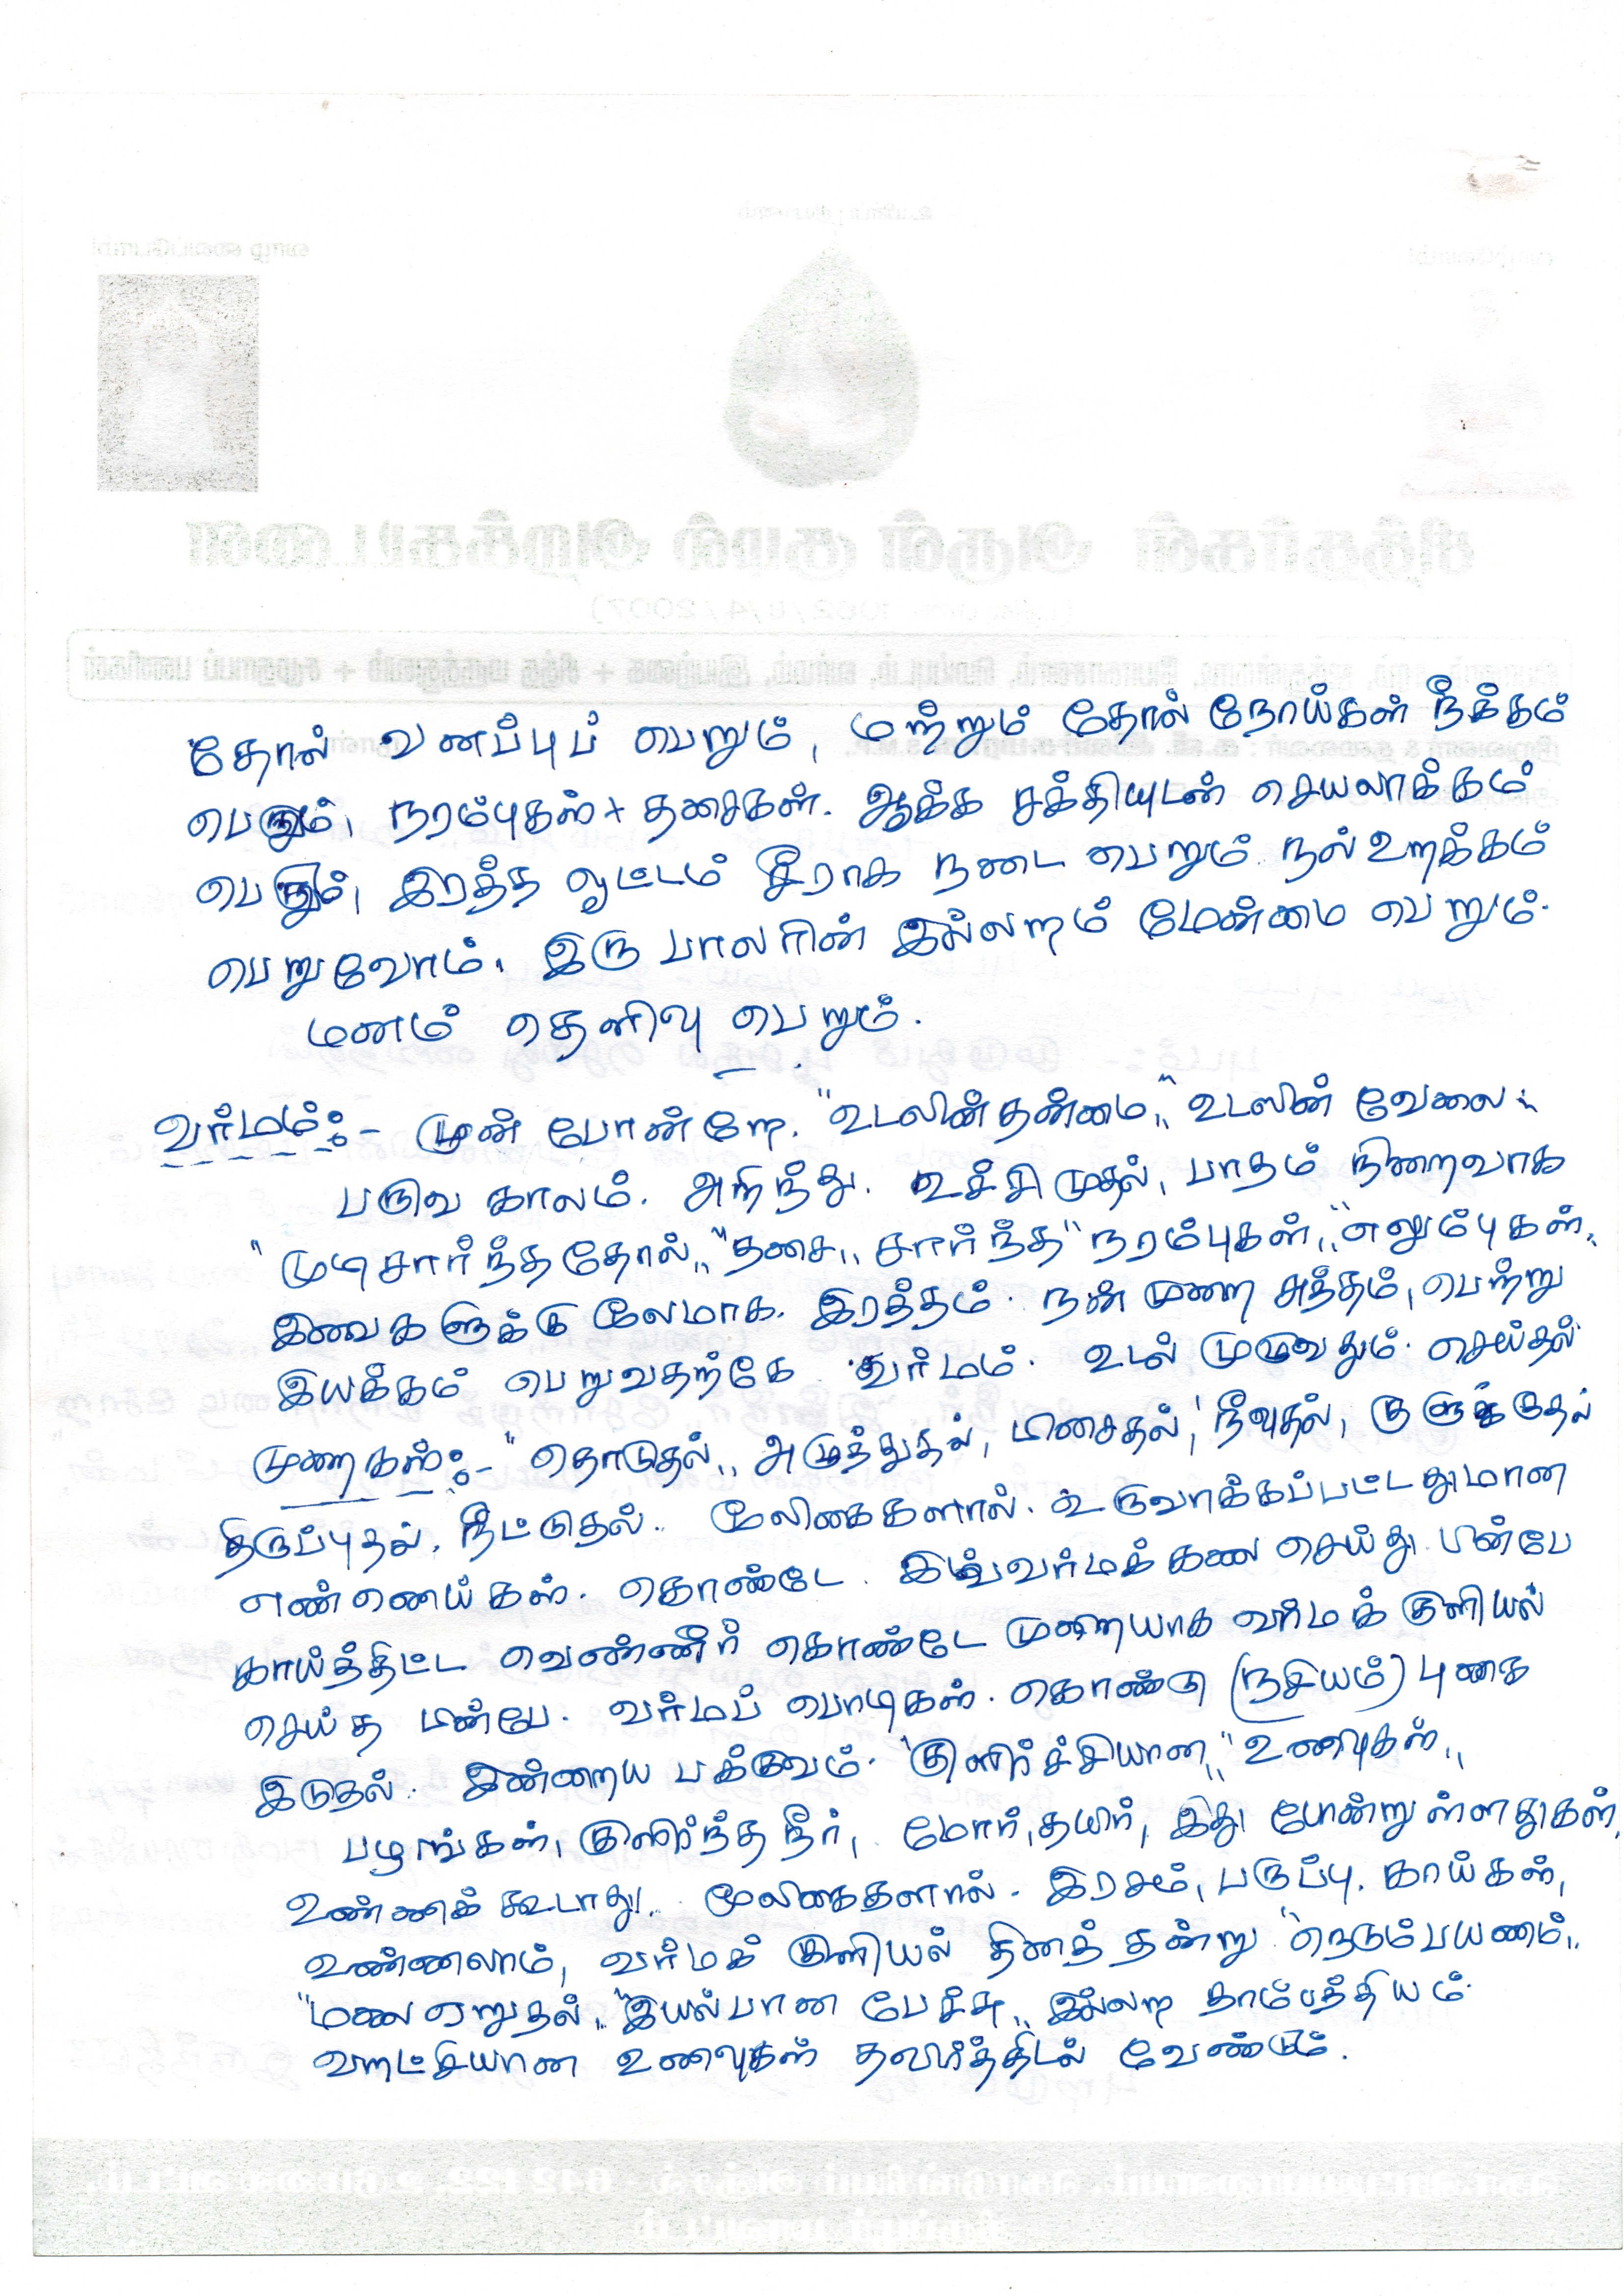 தோல் வனப்புப் பெறும், மற்றும் தோல் நோய்கள் நீக்கம்
பெறும், நரம்புகள் + தசைகள். ஆக்க சக்தியுடன் செயலாக்கம்
பெறும், இரத்த ஓட்டம் சீராக நடை பெறும். நல் உறக்கம்
பெறுவோம். இரு பாலரின் இல்லறம் மேன்மை பெறும்.
மனம் தெளிவு பெறும்.
வர்மம்:- முன் போன்றே. "உடலின் தன்மை," "உடலின் வேலை"
பருவ காலம். அறிந்து. உச்சி முதல், பாதம் நிறைவாக
"முடி சார்ந்த தோல்," "தசை," சார்ந்த "நரம்புகள்," "எலும்புகள்,"
இவைகளுக்கு மேலமாக. இரத்தம். நன் முறை சுத்தம், பெற்று
இயக்கம் பெறுவதற்கே வர்மம். உடல் முழுவதும். செய்தல்
முறைகள்:- "தொடுதல்," அழுத்துதல், பிசைதல், நீவுதல், குளுக்குதல்
திருப்புதல், நீட்டுதல். மேலிகைகளால். உருவாக்கப்பட்டதுமான
எண்ணெய்கள். கொண்டே. இவ்வர்மக் கலை செய்து பின்பே
காய்த்திட்ட வெண்ணீர் கொண்டே முறையாக வர்மக் குளியல்
செய்த பின்பே. வர்மப் பொடிகள். கொண்டு (நசியம்) புகை
இடுதல். இன்றைய பக்குவம். "குளிர்ச்சியான," "உணவுகள்,"
பழங்கள், குளிர்ந்த நீர், மோர், தயிர், இது போன்றுள்ளதுகள்,
உண்ணக் கூடாது!. மூலிகைகளால். இரசம், பருப்பு. காய்கள்,
உண்ணலாம், வர்மக் குளியல் தினத் தன்று "நெடும்பயணம்,"
"மலை ஏறுதல்," "இயல்பான பேச்சு," இல்லற தாம்பத்தியம்.
வறட்சியான உணவுகள் தவிர்த்திடல் வேண்டும்.